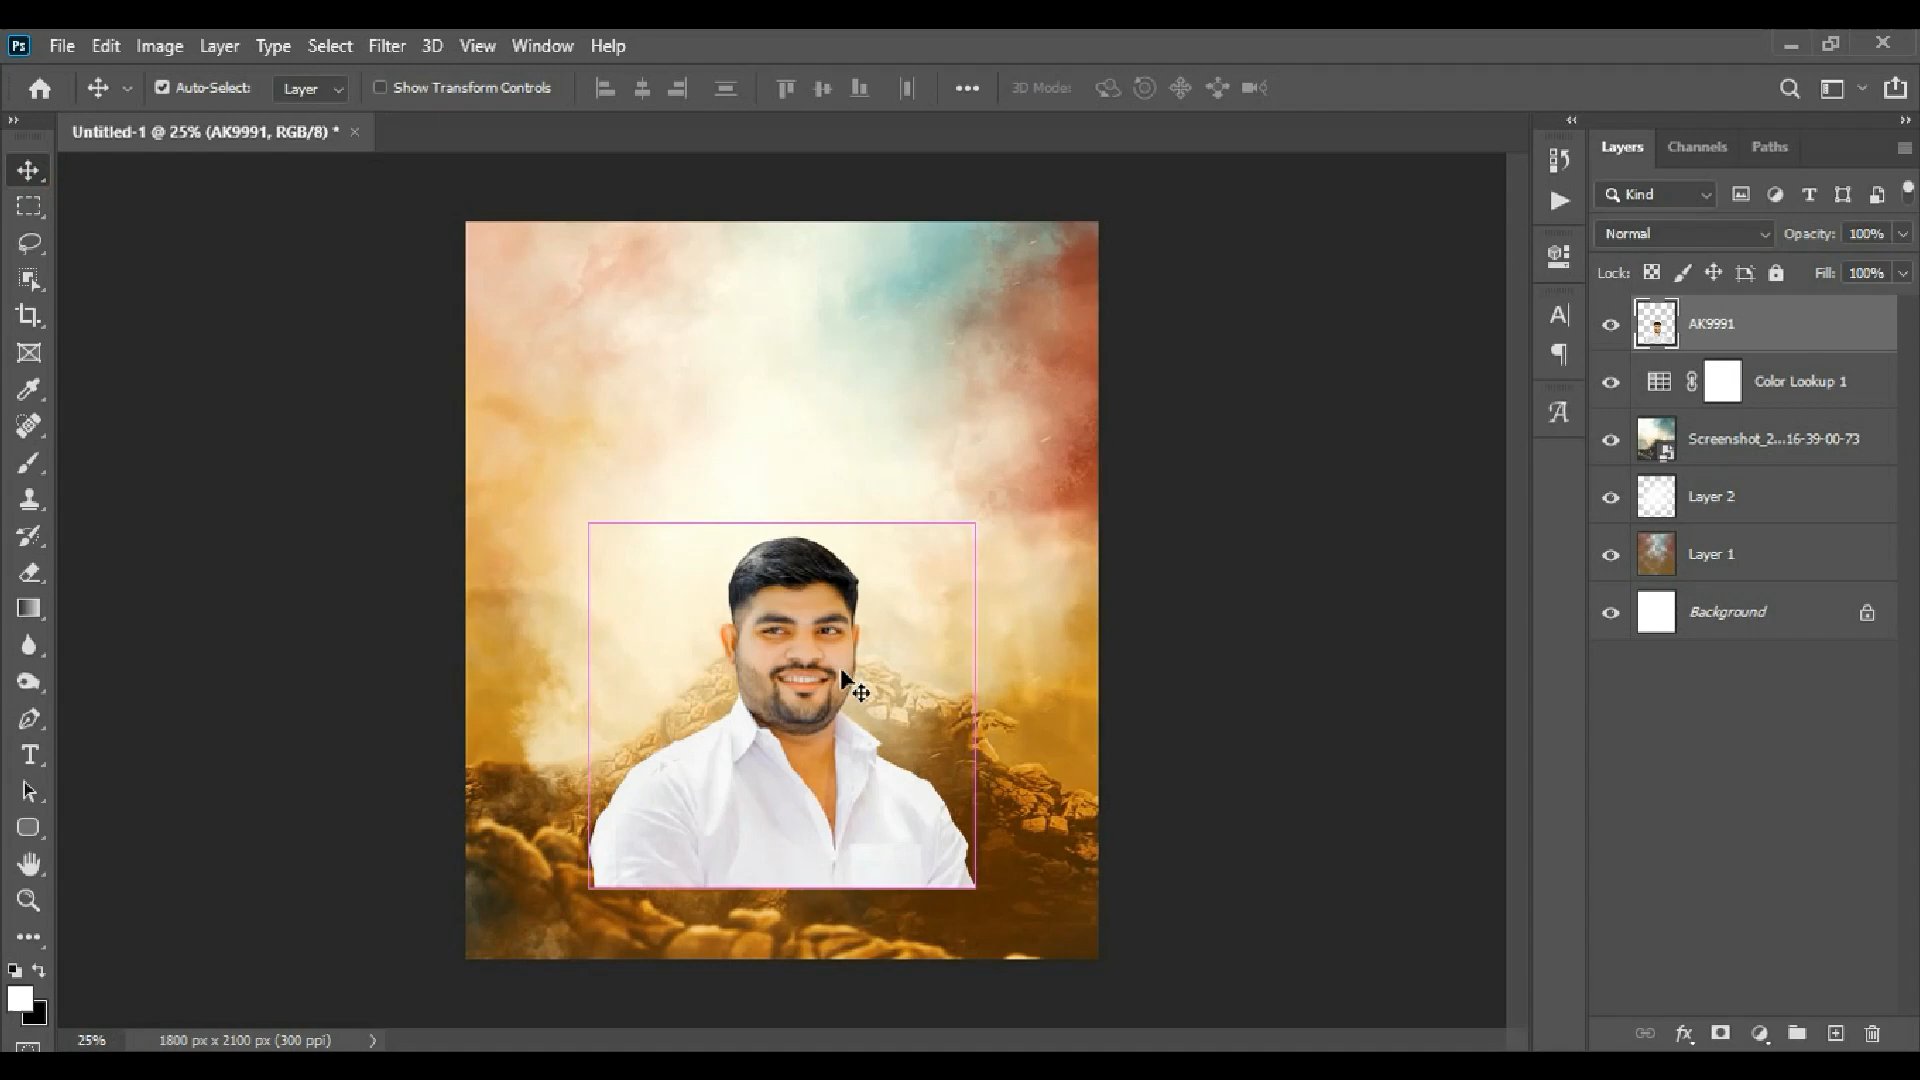 Ps File Edit Image Layer Type Select Filter 3D View Window Help
Auto-Select: Layer Show Transform Controls 3D Mode:
Untitled-1 @ 25% (AK9991, RGB/8) *
Layers Channels Paths
Kind
Normal Opacity: 100%
Lock: Fill: 100%
AK9991
Color Lookup 1
Screenshot_2...16-39-00-73
Layer 2
Layer 1
Background
25% 1800 px x 2100 px (300 ppi)